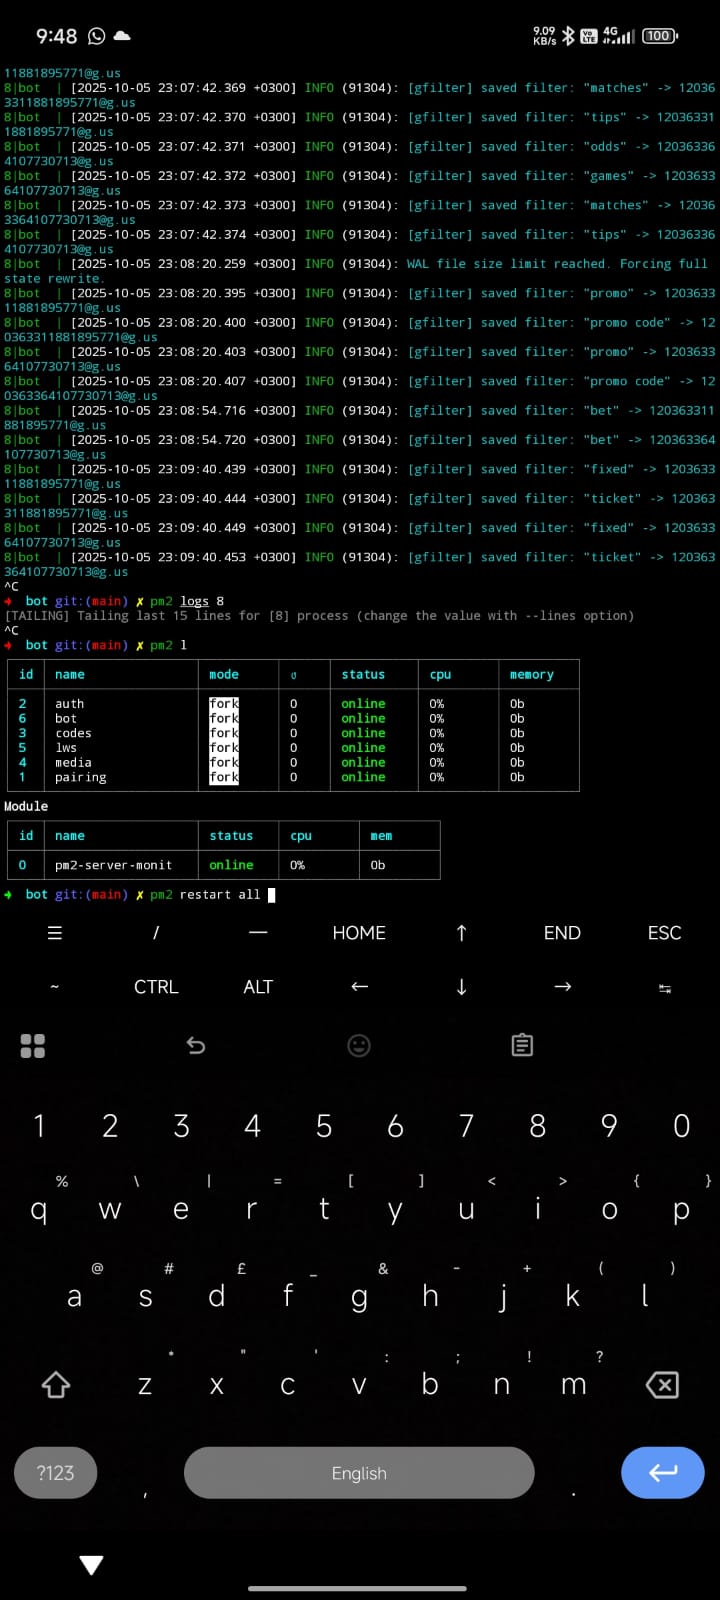 9:48
9.09 KB/s Vo LTE 4G 100
11881895771@g.us
8|bot | [2025-10-05 23:07:42.369 +0300] INFO (91304): [gfilter] saved filter: "matches" -> 12036
3311881895771@g.us
8|bot | [2025-10-05 23:07:42.370 +0300] INFO (91304): [gfilter] saved filter: "tips" -> 12036331
1881895771@g.us
8|bot | [2025-10-05 23:07:42.371 +0300] INFO (91304): [gfilter] saved filter: "odds" -> 12036336
4107730713@g.us
8|bot | [2025-10-05 23:07:42.372 +0300] INFO (91304): [gfilter] saved filter: "games" -> 1203633
64107730713@g.us
8|bot | [2025-10-05 23:07:42.373 +0300] INFO (91304): [gfilter] saved filter: "matches" -> 12036
3364107730713@g.us
8|bot | [2025-10-05 23:07:42.374 +0300] INFO (91304): [gfilter] saved filter: "tips" -> 12036336
4107730713@g.us
8|bot | [2025-10-05 23:08:20.259 +0300] INFO (91304): WAL file size limit reached. Forcing full
state rewrite.
8|bot | [2025-10-05 23:08:20.395 +0300] INFO (91304): [gfilter] saved filter: "promo" -> 1203633
11881895771@g.us
8|bot | [2025-10-05 23:08:20.400 +0300] INFO (91304): [gfilter] saved filter: "promo code" -> 12
0363311881895771@g.us
8|bot | [2025-10-05 23:08:20.403 +0300] INFO (91304): [gfilter] saved filter: "promo" -> 1203633
64107730713@g.us
8|bot | [2025-10-05 23:08:20.407 +0300] INFO (91304): [gfilter] saved filter: "promo code" -> 12
0363364107730713@g.us
8|bot | [2025-10-05 23:08:54.716 +0300] INFO (91304): [gfilter] saved filter: "bet" -> 120363311
881895771@g.us
8|bot | [2025-10-05 23:08:54.720 +0300] INFO (91304): [gfilter] saved filter: "bet" -> 120363364
107730713@g.us
8|bot | [2025-10-05 23:09:40.439 +0300] INFO (91304): [gfilter] saved filter: "fixed" -> 1203633
11881895771@g.us
8|bot | [2025-10-05 23:09:40.444 +0300] INFO (91304): [gfilter] saved filter: "ticket" -> 120363
311881895771@g.us
8|bot | [2025-10-05 23:09:40.449 +0300] INFO (91304): [gfilter] saved filter: "fixed" -> 1203633
64107730713@g.us
8|bot | [2025-10-05 23:09:40.453 +0300] INFO (91304): [gfilter] saved filter: "ticket" -> 120363
364107730713@g.us
^C
➜ bot git:(main) ✗ pm2 logs 8
[TAILING] Tailing last 15 lines for [8] process (change the value with --lines option)
^C
➜ bot git:(main) ✗ pm2 l
id name mode ↺ status cpu memory
2 auth fork 0 online 0% 0b
6 bot fork 0 online 0% 0b
3 codes fork 0 online 0% 0b
5 lws fork 0 online 0% 0b
4 media fork 0 online 0% 0b
1 pairing fork 0 online 0% 0b
Module
id name status cpu mem
0 pm2-server-monit online 0% 0b
➜ bot git:(main) ✗ pm2 restart all
☰ / — HOME ↑ END ESC
~ CTRL ALT ← ↓ → ↹
1 2 3 4 5 6 7 8 9 0
% \ | = [ ] < > { }
q w e r t y u i o p
@ # £ _ & - + ( )
a s d f g h j k l
* " ' : ; ! ?
z x c v b n m
?123 , English .